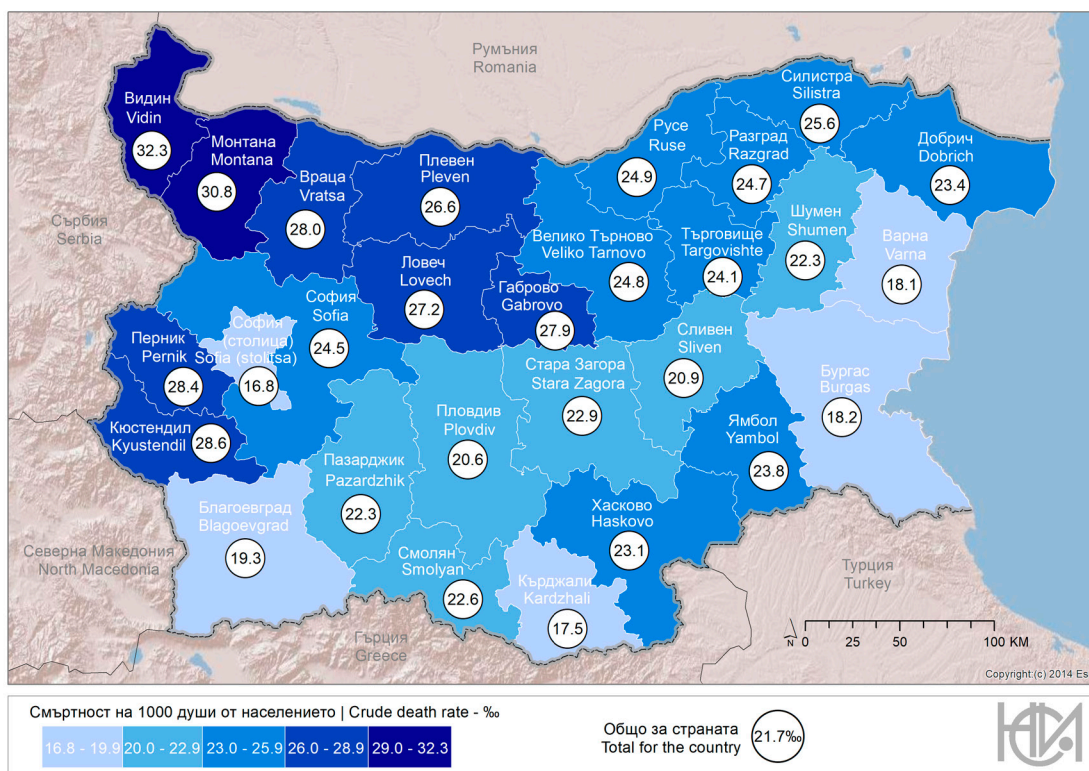 Румъния
Romania
Видин
Vidin
32.3
Монтана
Montana
30.8
Враца
Vratsa
28.0
Плевен
Pleven
26.6
Русе
Ruse
24.9
Силистра
Silistra
25.6
Разград
Razgrad
24.7
Добрич
Dobrich
23.4
Шумен
Shumen
22.3
Варна
Varna
18.1
Сърбия
Serbia
Ловеч
Lovech
27.2
Габрово
Gabrovo
27.9
Велико Търново
Veliko Tarnovo
24.8
Търговище
Targovishte
24.1
София
Sofia
24.5
София
(столица)
Sofia (stolitsa)
16.8
Перник
Pernik
28.4
Кюстендил
Kyustendil
28.6
Сливен
Sliven
20.9
Стара Загора
Stara Zagora
22.9
Бургас
Burgas
18.2
Пловдив
Plovdiv
20.6
Ямбол
Yambol
23.8
Пазарджик
Pazardzhik
22.3
Благоевград
Blagoevgrad
19.3
Хасково
Haskovo
23.1
Смолян
Smolyan
22.6
Кърджали
Kardzhali
17.5
Северна Македония
North Macedonia
Гърция
Greece
Турция
Turkey
N
0 25 50 100 KM
Copyright:(c) 2014 Es
Смъртност на 1000 души от населението | Crude death rate - ‰
16.8 - 19.9 20.0 - 22.9 23.0 - 25.9 26.0 - 28.9 29.0 - 32.3
Общо за страната
Total for the country
21.7‰
НСИ